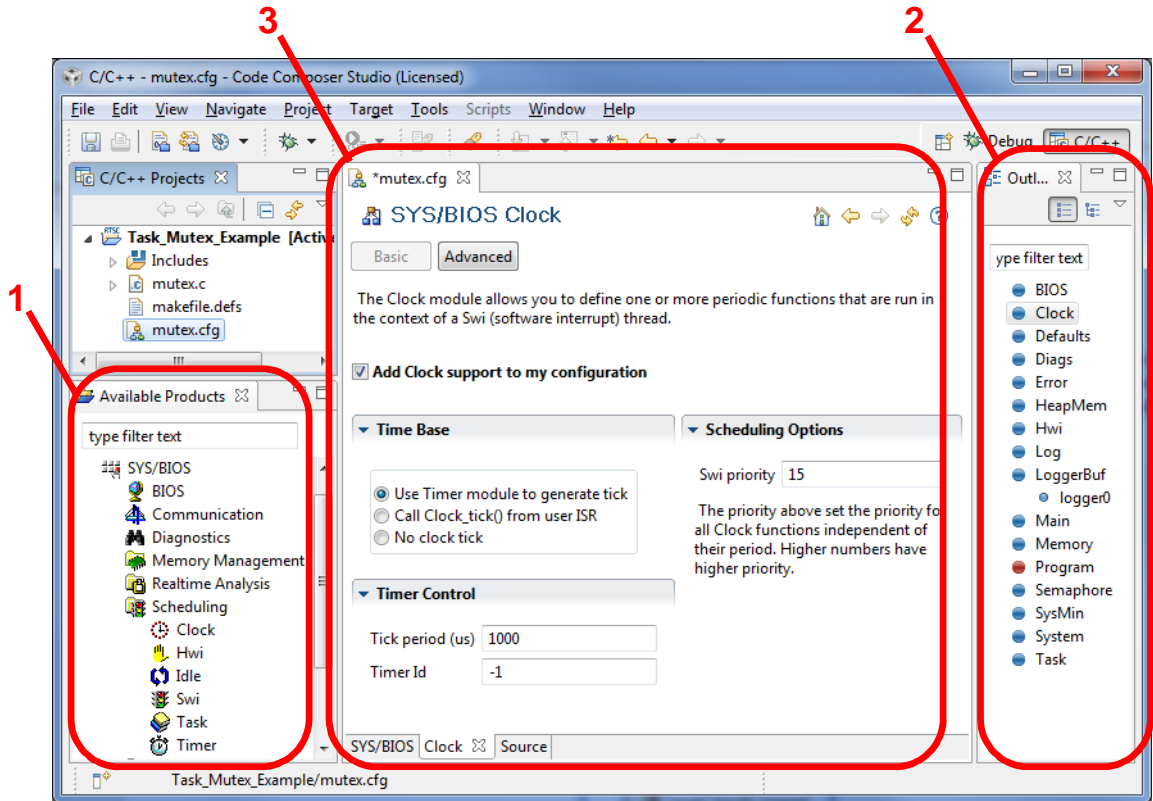 3
2
C/C++ - mutex.cfg - Code Composer Studio (Licensed)
File Edit View Navigate Project Target Tools Scripts Window Help
Debug C/C++
C/C++ Projects
Task_Mutex_Example [Active
Includes
mutex.c
makefile.defs
mutex.cfg
1
Available Products
type filter text
SYS/BIOS
BIOS
Communication
Diagnostics
Memory Management
Realtime Analysis
Scheduling
Clock
Hwi
Idle
Swi
Task
Timer
*mutex.cfg
SYS/BIOS Clock
Basic Advanced
The Clock module allows you to define one or more periodic functions that are run in
the context of a Swi (software interrupt) thread.
Add Clock support to my configuration
Time Base
Use Timer module to generate tick
Call Clock_tick() from user ISR
No clock tick
Timer Control
Tick period (us) 1000
Timer Id -1
Scheduling Options
Swi priority 15
The priority above set the priority fo
all Clock functions independent of
their period. Higher numbers have
higher priority.
SYS/BIOS Clock Source
Outl...
ype filter text
BIOS
Clock
Defaults
Diags
Error
HeapMem
Hwi
Log
LoggerBuf
logger0
Main
Memory
Program
Semaphore
SysMin
System
Task
Task_Mutex_Example/mutex.cfg